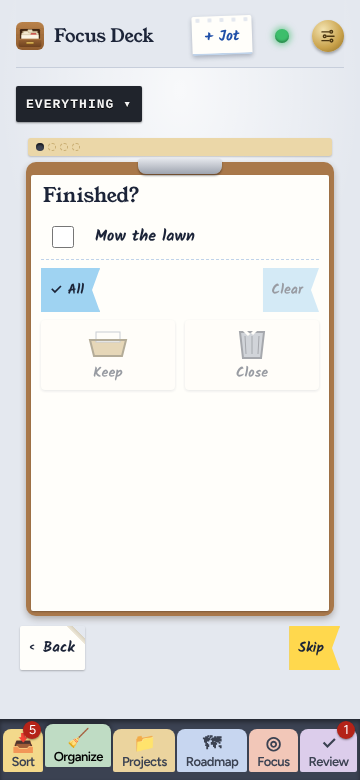 Focus Deck
+ Jot
EVERYTHING ▾
Finished?
Mow the lawn
✓ All
Clear
Keep
Close
‹ Back
Skip
5
1
Sort
Organize
Projects
Roadmap
Focus
Review